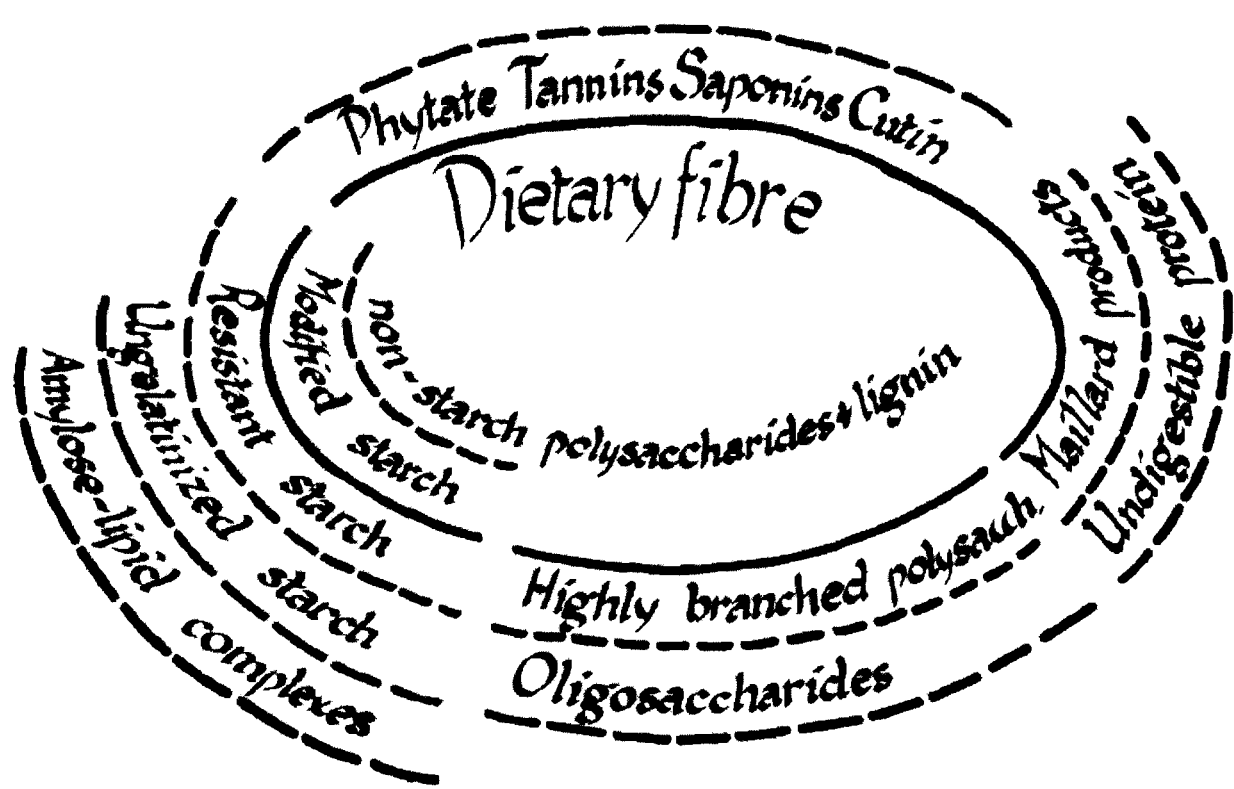 Phytate Tannins Saponins Cutin
Dietary fibre
non-starch polysaccharides + lignin
Modified starch
Resistant starch
Ungelatinized starch
Amylose-lipid complexes
Highly branched polysacch.
Oligosaccharides
Maillard products
Undigestible protein